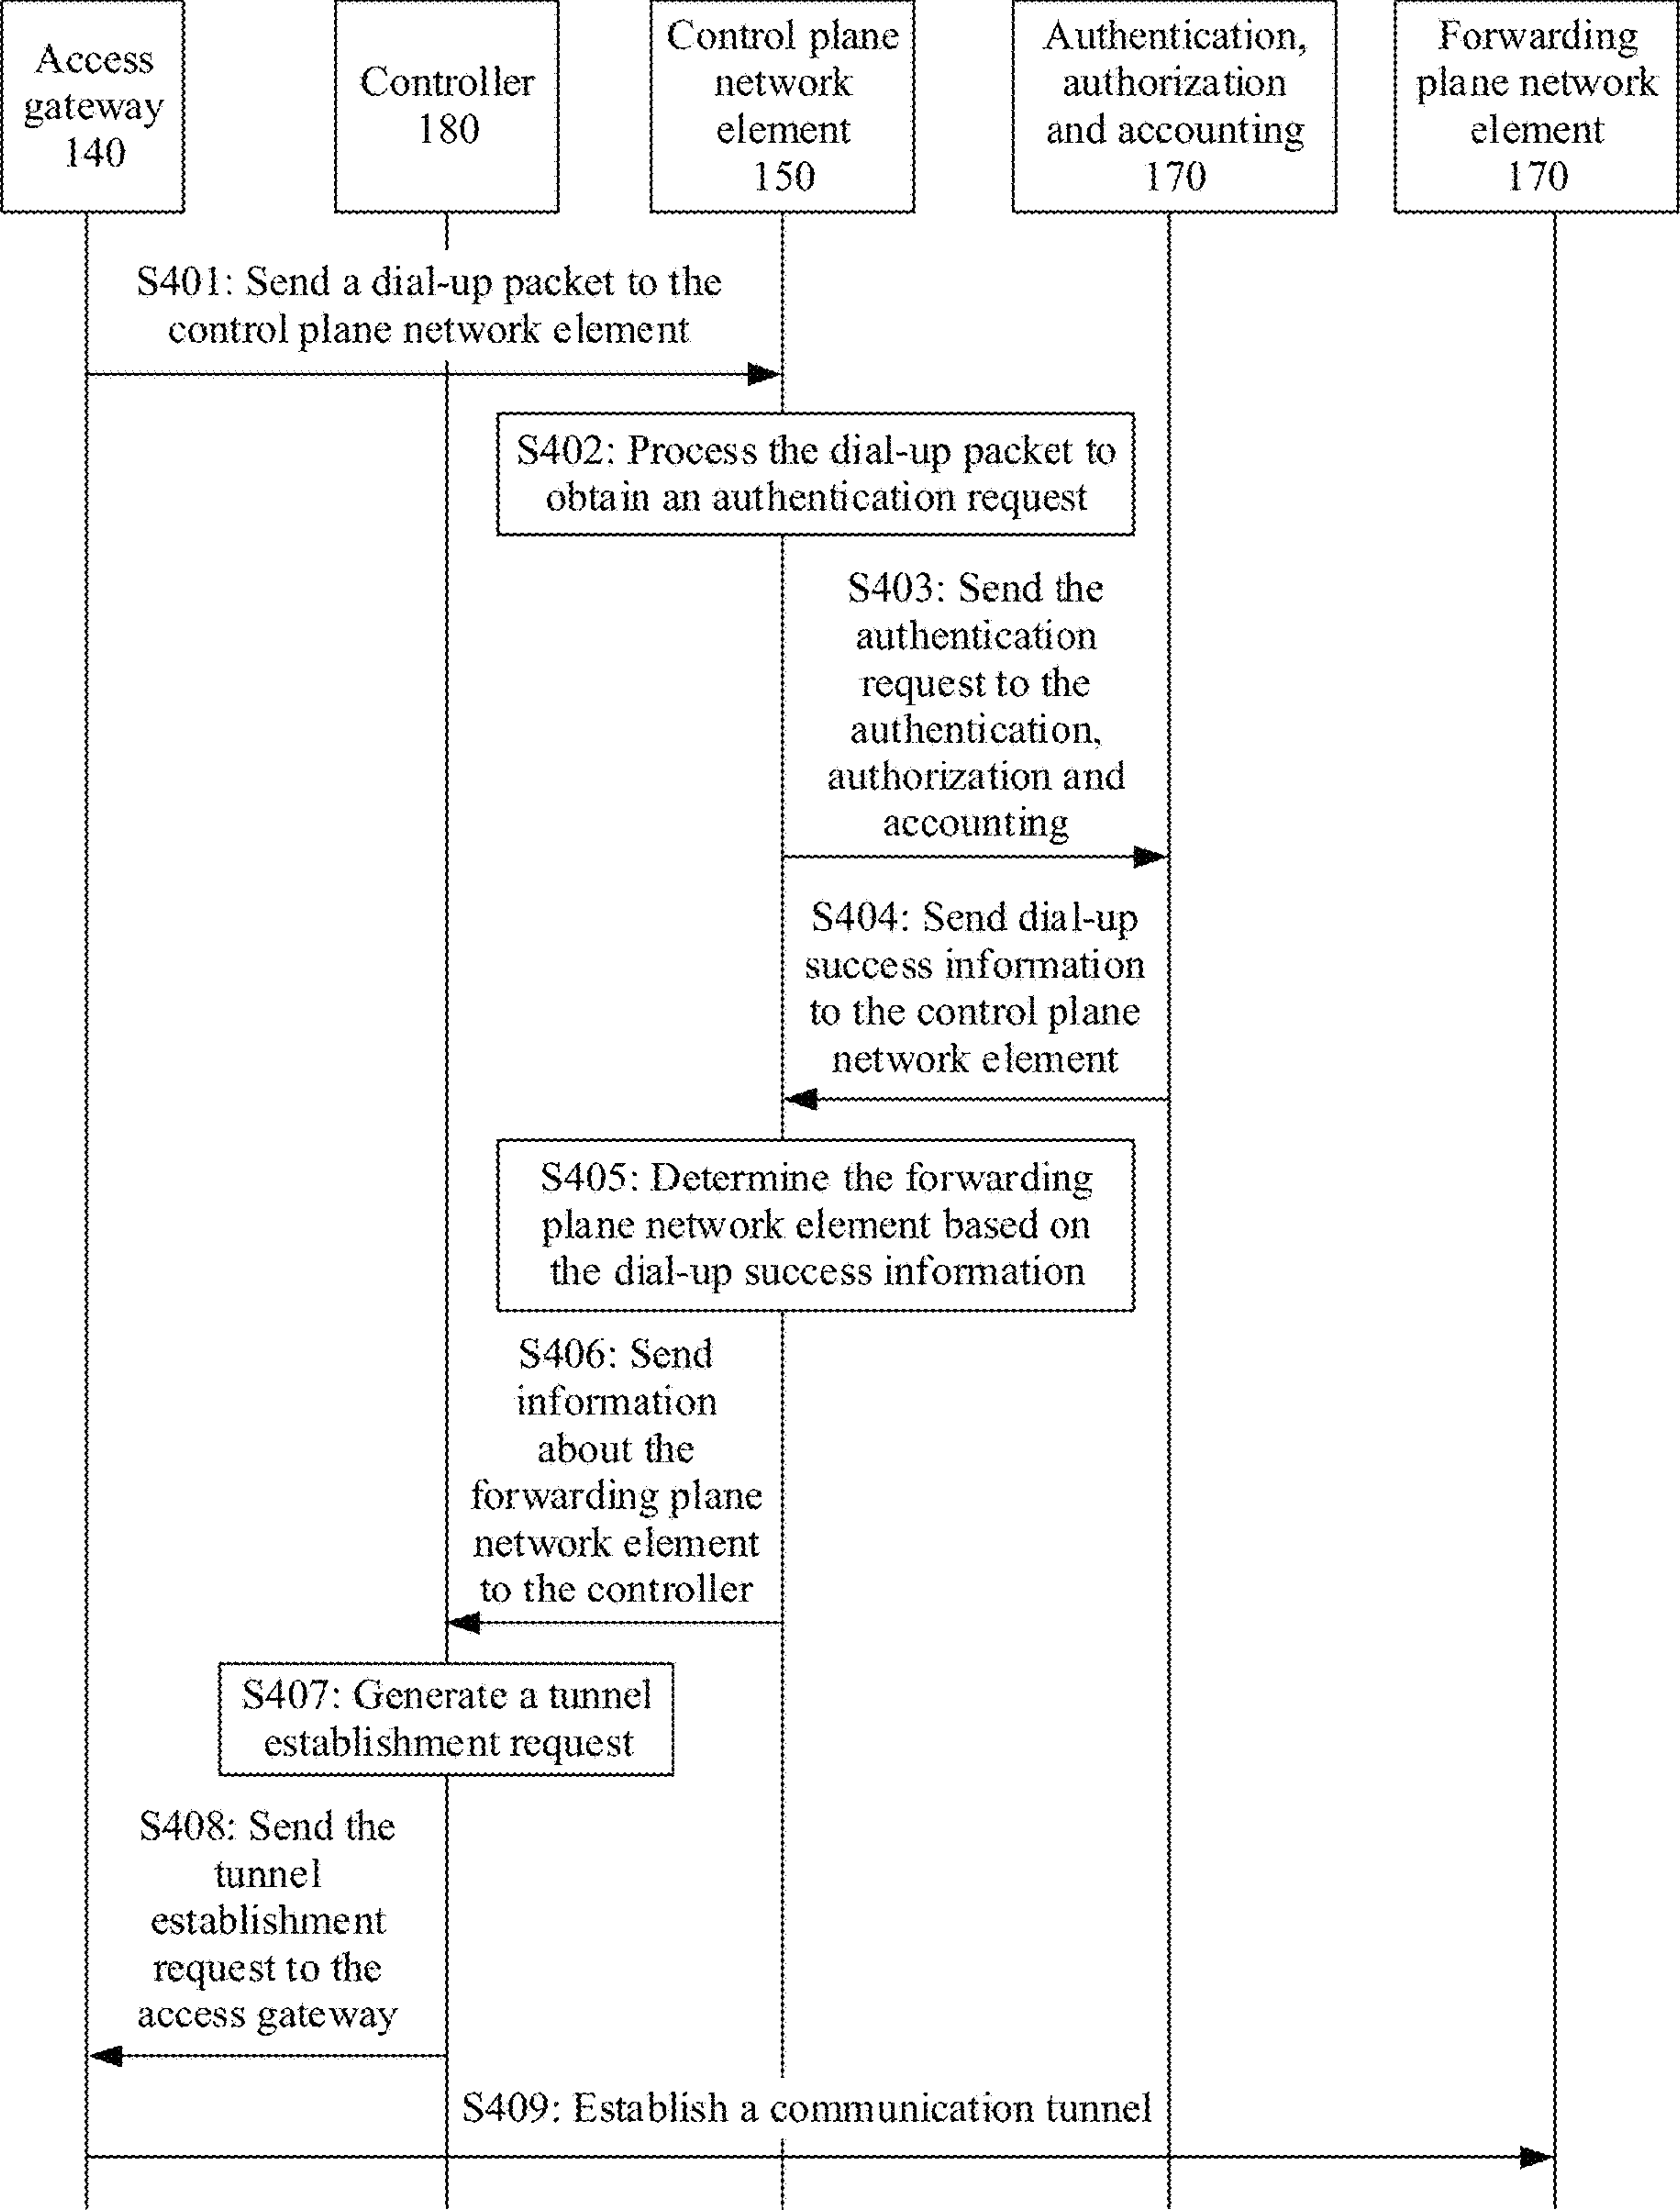 Access
gateway
140
Controller
180
Control plane
network
element
150
Authentication,
authorization
and accounting
170
Forwarding
plane network
element
170
S401: Send a dial-up packet to the
control plane network element
S402: Process the dial-up packet to
obtain an authentication request
S403: Send the
authentication
request to the
authentication,
authorization and
accounting
S404: Send dial-up
success information
to the control plane
network element
S405: Determine the forwarding
plane network element based on
the dial-up success information
S406: Send
information
about the
forwarding plane
network element
to the controller
S407: Generate a tunnel
establishment request
S408: Send the
tunnel
establishment
request to the
access gateway
S409: Establish a communication tunnel